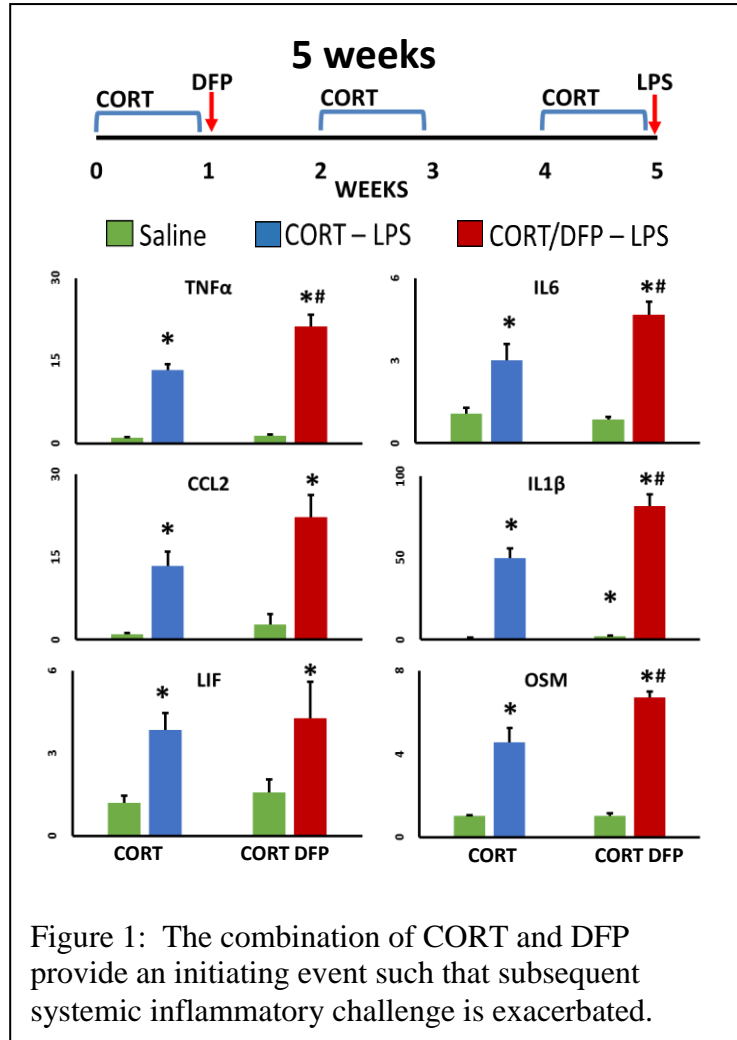 5 weeks
DFP
LPS
CORT
CORT
CORT
0 1 2 3 4 5
WEEKS
Saline CORT – LPS CORT/DFP – LPS
TNFα
30
15
0
*
*#
IL6
6
3
0
*
*#
CCL2
30
15
0
*
*
IL1β
100
50
0
*
*
*#
LIF
6
3
0
*
*
CORT CORT DFP
OSM
8
4
0
*
*#
CORT CORT DFP
Figure 1: The combination of CORT and DFP
provide an initiating event such that subsequent
systemic inflammatory challenge is exacerbated.